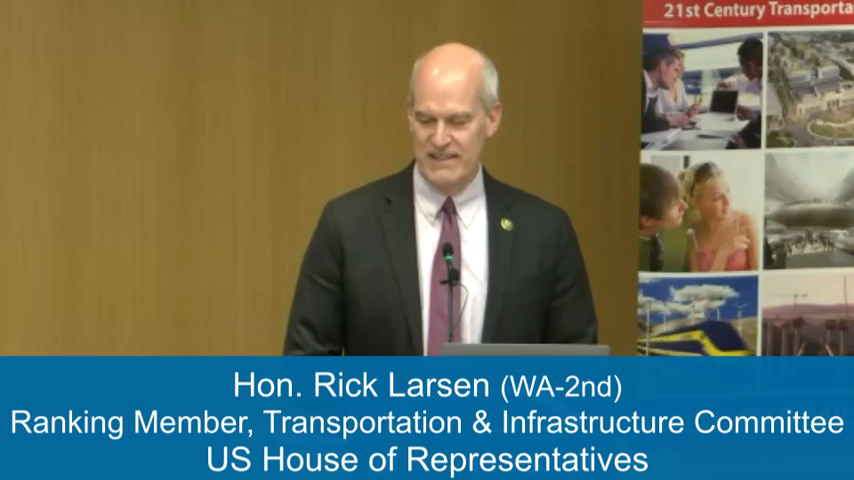 21st Century Transporta
Hon. Rick Larsen (WA-2nd)
Ranking Member, Transportation & Infrastructure Committee
US House of Representatives